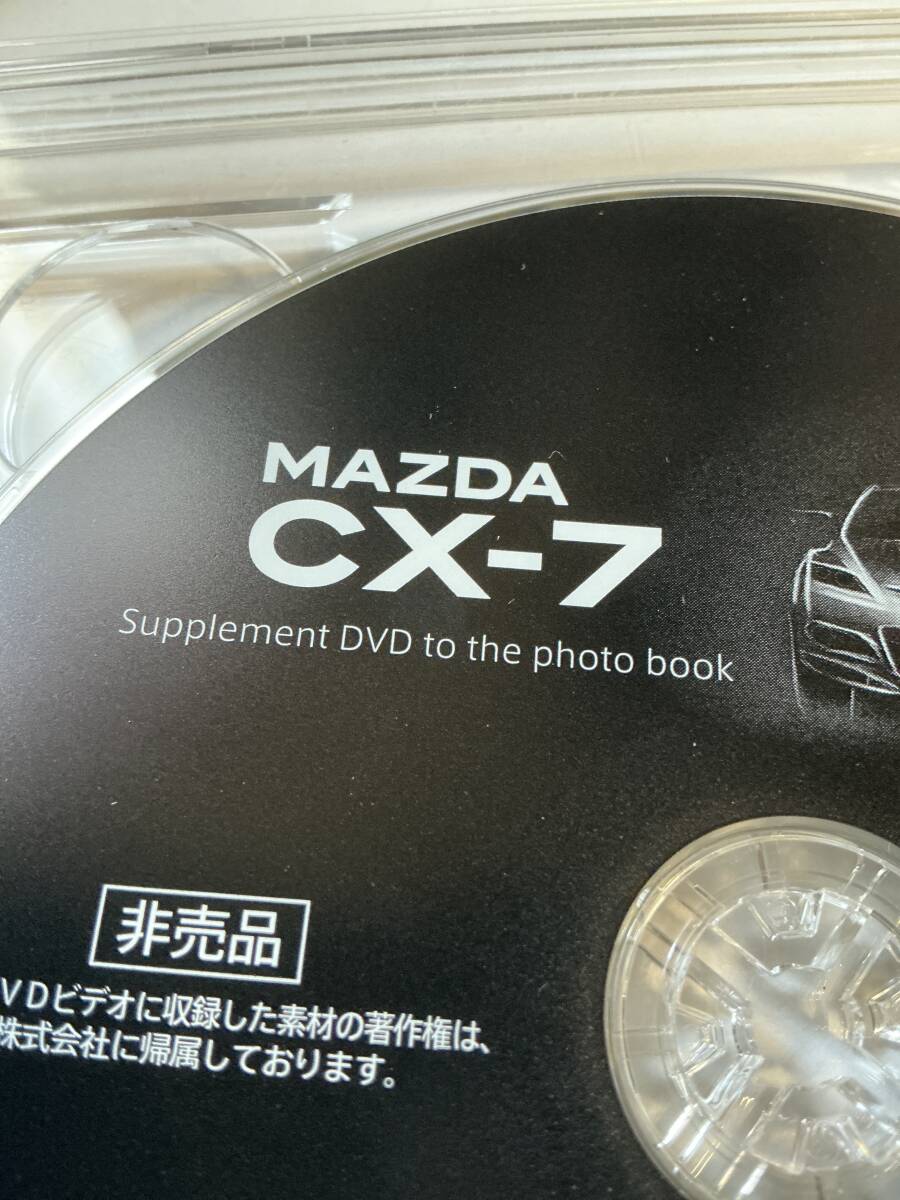 MAZDA
CX-7
Supplement DVD to the photo book
非売品
VDビデオに収録した素材の著作権は、
株式会社に帰属しております。